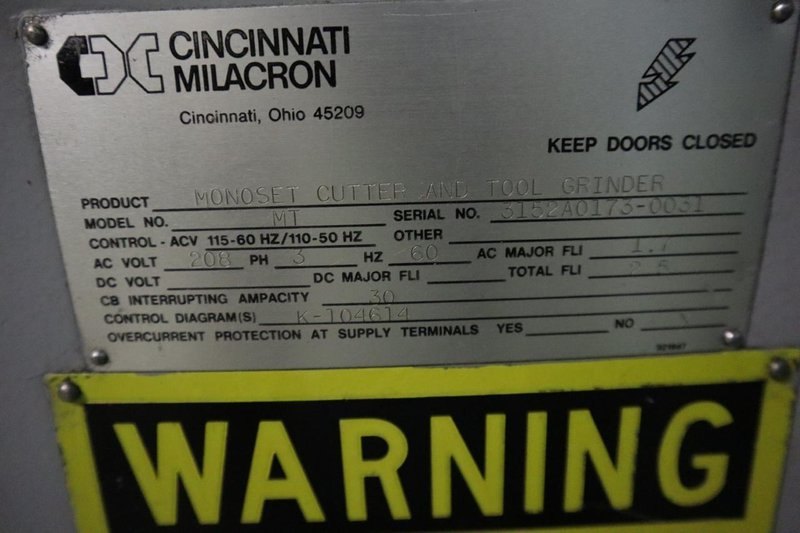 CINCINNATI
MILACRON
Cincinnati, Ohio 45209
KEEP DOORS CLOSED
PRODUCT MONOSET CUTTER AND TOOL GRINDER
MODEL NO. MT SERIAL NO. 3152A0173-0031
CONTROL - ACV 115-60 HZ/110-50 HZ OTHER
AC VOLT 208 PH 3 HZ 60 AC MAJOR FLI 1.7
DC VOLT DC MAJOR FLI TOTAL FLI
CB INTERRUPTING AMPACITY 30
CONTROL DIAGRAM(S) K-104614
OVERCURRENT PROTECTION AT SUPPLY TERMINALS YES NO
WARNING